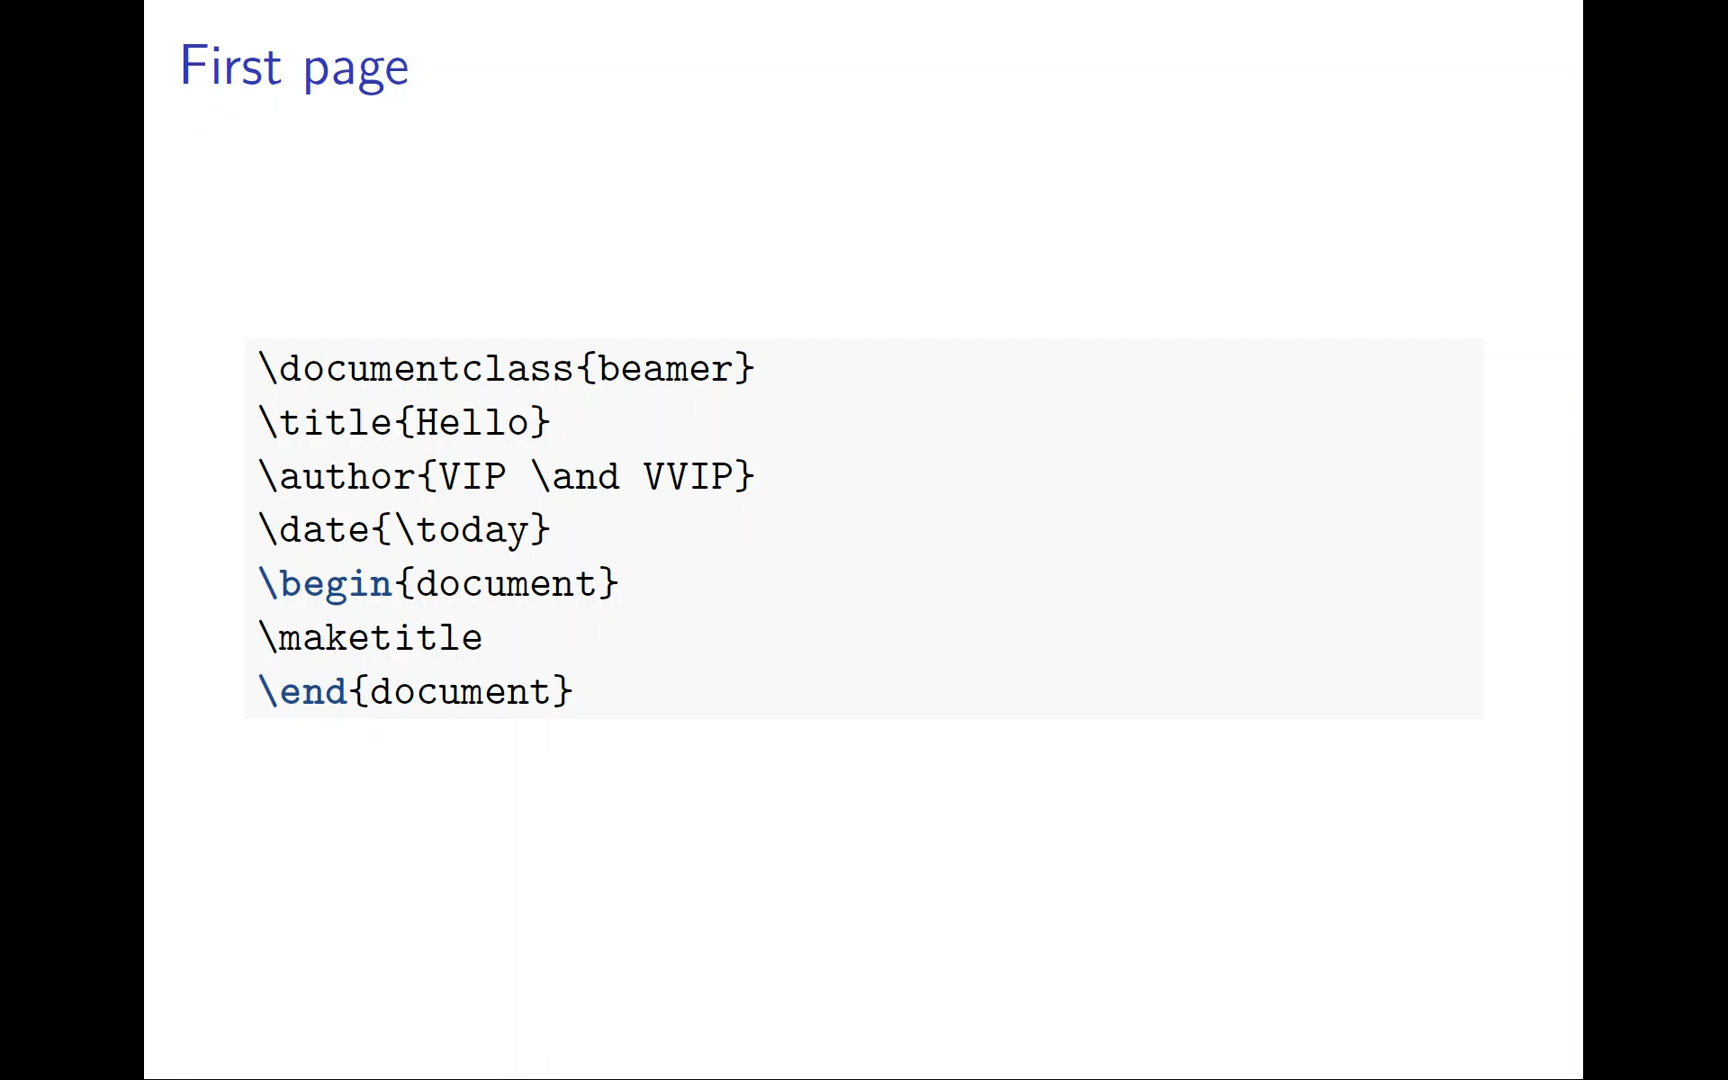 First page
\documentclass{beamer}
\title{Hello}
\author{VIP \and VVIP}
\date{\today}
\begin{document}
\maketitle
\end{document}